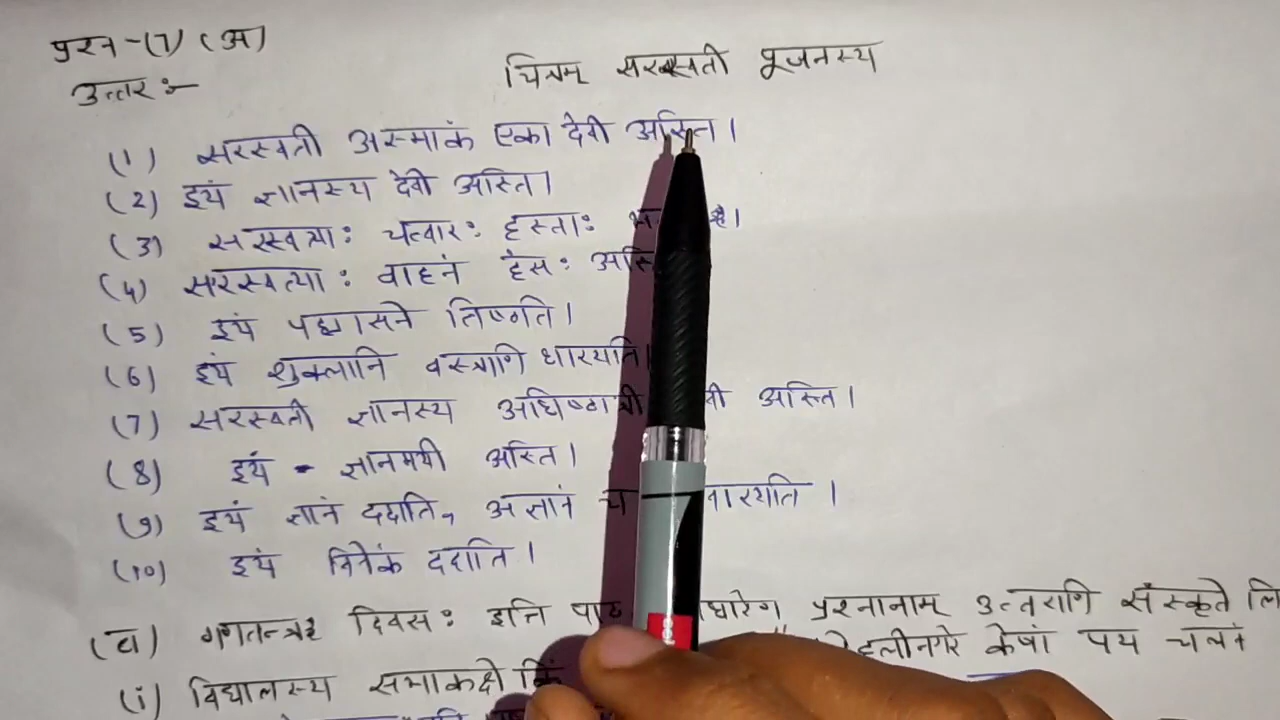 प्रश्न-(7) (अ)
उत्तर :-
चित्रम् सरस्वती पूजनस्य
(1) सरस्वती अस्माकं एका देवी अस्ति।
(2) इयं ज्ञानस्य देवी अस्ति।
(3) सरस्वत्या: चत्वार: हस्ता:
(4) सरस्वत्या: वाहनं हंस:
(5) इयं पद्मासने तिष्ठति।
(6) इयं शुक्लानि वस्त्राणि धारयति।
(7) सरस्वती ज्ञानस्य अधिष्ठात्री अस्ति।
(8) इयं ज्ञानमयी अस्ति।
(9) इयं ज्ञानं ददाति, अज्ञानं च
(10) इयं विवेकं ददाति।
(ब) गणतन्त्र दिवस: इति प्रश्नानाम् उत्तराणि संस्कृते
केषां पथ चलनं
(i) विद्यालस्य सभाकक्षे किं